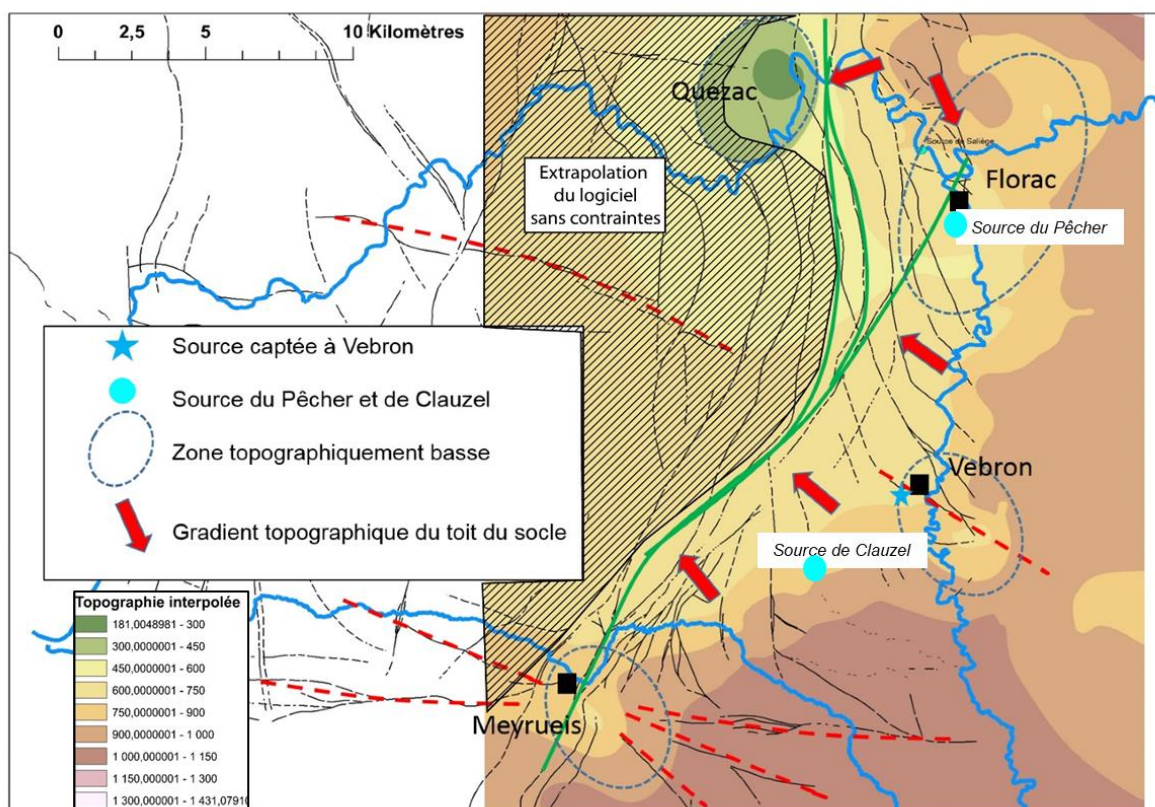 0 2,5 5 10 Kilomètres
Quezac
Extrapolation
du logiciel
sans contraintes
Source de Saliège
Florac
Source du Pêcher
Source captée à Vebron
Source du Pêcher et de Clauzel
Zone topographiquement basse
Gradient topographique du toit du socle
Vebron
Source de Clauzel
Meyrueis
Topographie interpolée
181,0048981 - 300
300,0000001 - 450
450,0000001 - 600
600,0000001 - 750
750,0000001 - 900
900,0000001 - 1 000
1 000,000001 - 1 150
1 150,000001 - 1 300
1 300,000001 - 1 431,07910